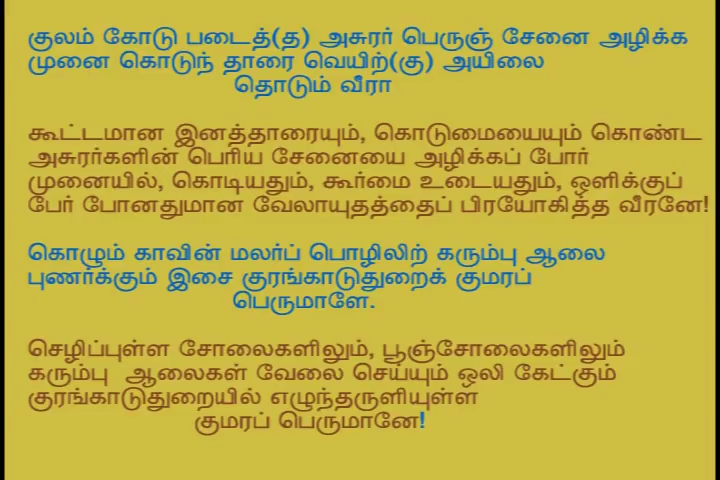 குலம் கோடு படைத்(த) அசுரர் பெருஞ் சேனை அழிக்க
முனை கொடுந் தாரை வெயிற்(கு) அயிலை
தொடும் வீரா
கூட்டமான இனத்தாரையும், கொடுமையையும் கொண்ட
அசுரர்களின் பெரிய சேனையை அழிக்கப் போர்
முனையில், கொடியதும், கூர்மை உடையதும், ஒளிக்குப்
பேர் போனதுமான வேலாயுதத்தைப் பிரயோகித்த வீரனே!
கொழும் காவின் மலர்ப் பொழிலிற் கரும்பு ஆலை
புணர்க்கும் இசை குரங்காடுதுறைக் குமரப்
பெருமாளே.
செழிப்புள்ள சோலைகளிலும், பூஞ்சோலைகளிலும்
கரும்பு ஆலைகள் வேலை செய்யும் ஒலி கேட்கும்
குரங்காடுதுறையில் எழுந்தருளியுள்ள
குமரப் பெருமானே!